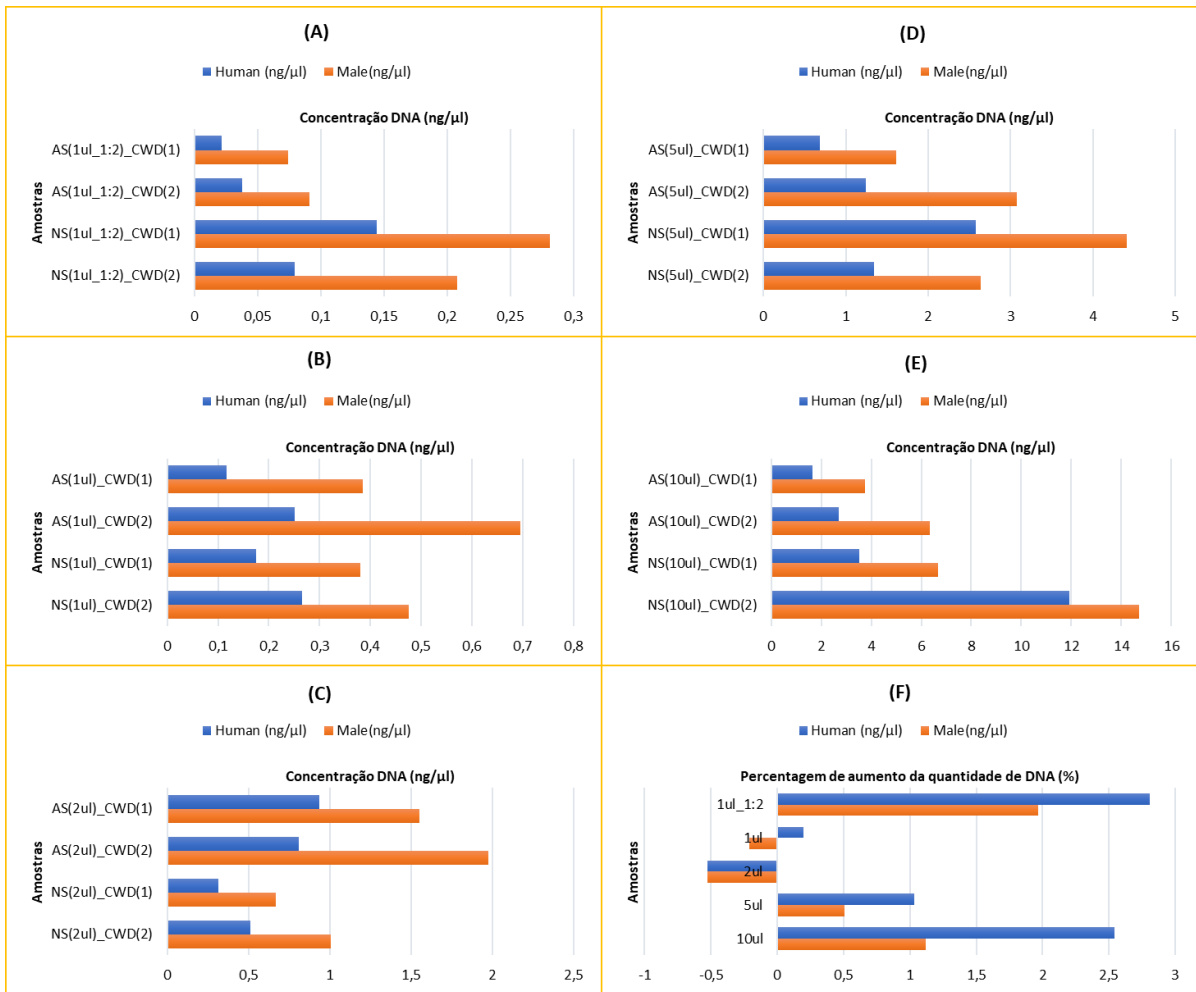 (A)
Human (ng/µl) Male(ng/µl)
Concentração DNA (ng/µl)
Amostras
AS(1ul_1:2)_CWD(1)
AS(1ul_1:2)_CWD(2)
NS(1ul_1:2)_CWD(1)
NS(1ul_1:2)_CWD(2)
0 0,05 0,1 0,15 0,2 0,25 0,3
(B)
Human (ng/µl) Male(ng/µl)
Concentração DNA (ng/µl)
Amostras
AS(1ul)_CWD(1)
AS(1ul)_CWD(2)
NS(1ul)_CWD(1)
NS(1ul)_CWD(2)
0 0,1 0,2 0,3 0,4 0,5 0,6 0,7 0,8
(C)
Human (ng/µl) Male(ng/µl)
Concentração DNA (ng/µl)
Amostras
AS(2ul)_CWD(1)
AS(2ul)_CWD(2)
NS(2ul)_CWD(1)
NS(2ul)_CWD(2)
0 0,5 1 1,5 2 2,5
(D)
Human (ng/µl) Male(ng/µl)
Concentração DNA (ng/µl)
Amostras
AS(5ul)_CWD(1)
AS(5ul)_CWD(2)
NS(5ul)_CWD(1)
NS(5ul)_CWD(2)
0 1 2 3 4 5
(E)
Human (ng/µl) Male(ng/µl)
Concentração DNA (ng/µl)
Amostras
AS(10ul)_CWD(1)
AS(10ul)_CWD(2)
NS(10ul)_CWD(1)
NS(10ul)_CWD(2)
0 2 4 6 8 10 12 14 16
(F)
Human (ng/µl) Male(ng/µl)
Percentagem de aumento da quantidade de DNA (%)
Amostras
1ul_1:2
1ul
2ul
5ul
10ul
-1 -0,5 0 0,5 1 1,5 2 2,5 3